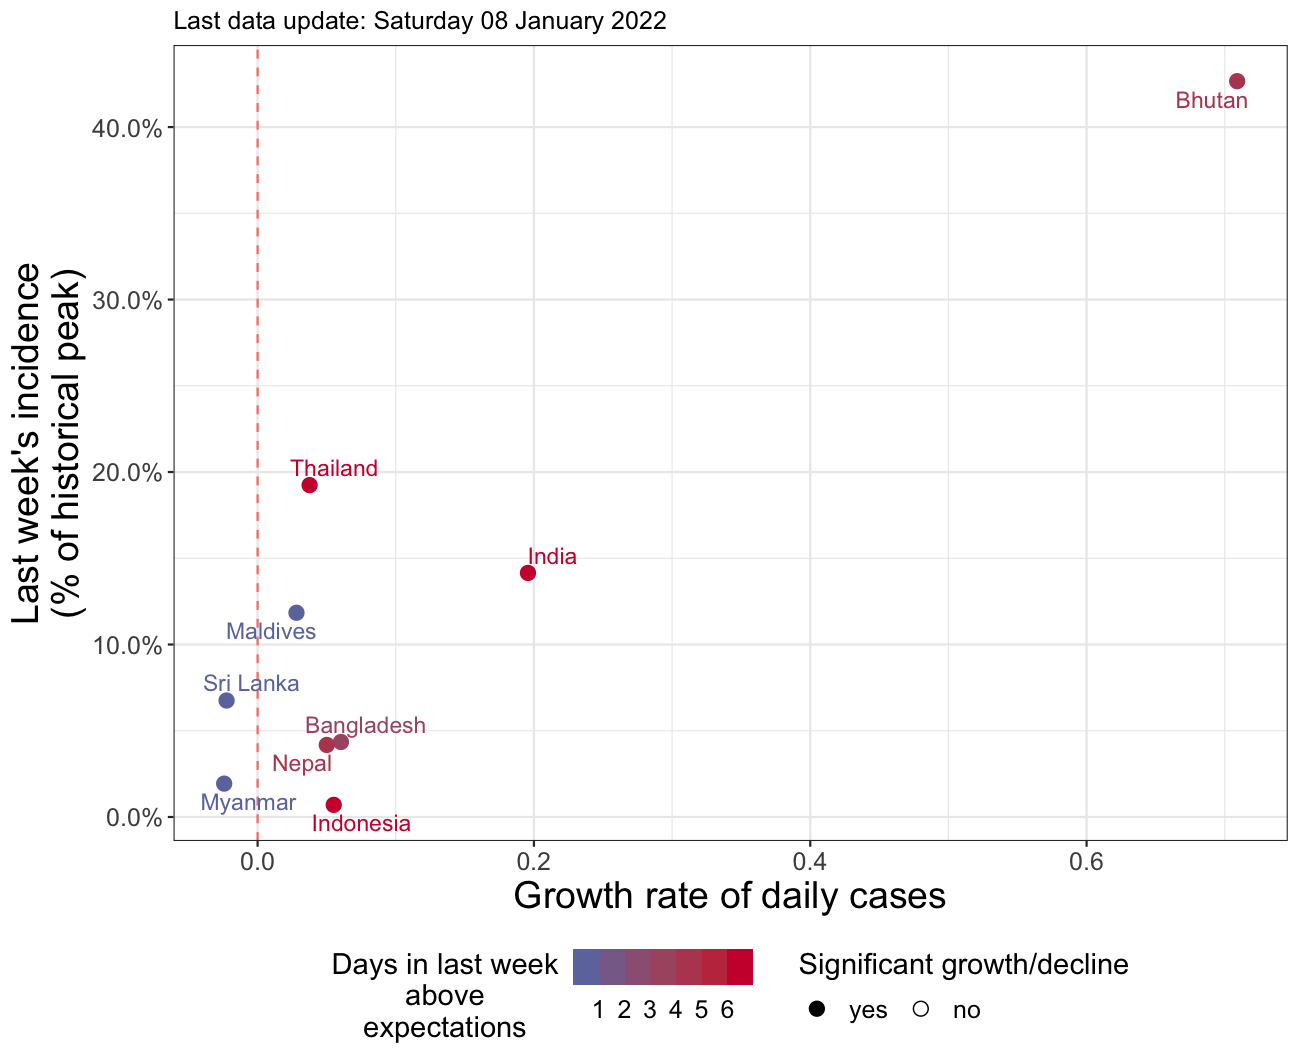 Last data update: Saturday 08 January 2022
Last week's incidence
(% of historical peak)
40.0%
30.0%
20.0%
10.0%
0.0%
Bhutan
Thailand
India
Maldives
Sri Lanka
Bangladesh
Nepal
Myanmar
Indonesia
0.0 0.2 0.4 0.6
Growth rate of daily cases
Days in last week
above
expectations
1 2 3 4 5 6
Significant growth/decline
yes no